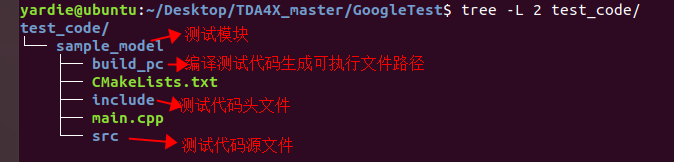 yardie@ubuntu:~/Desktop/TDA4X_master/GoogleTest$ tree -L 2 test_code/
test_code/
└── sample_model 测试模块
├── build_pc 编译测试代码生成可执行文件路径
├── CMakeLists.txt
├── include 测试代码头文件
├── main.cpp
└── src 测试代码源文件